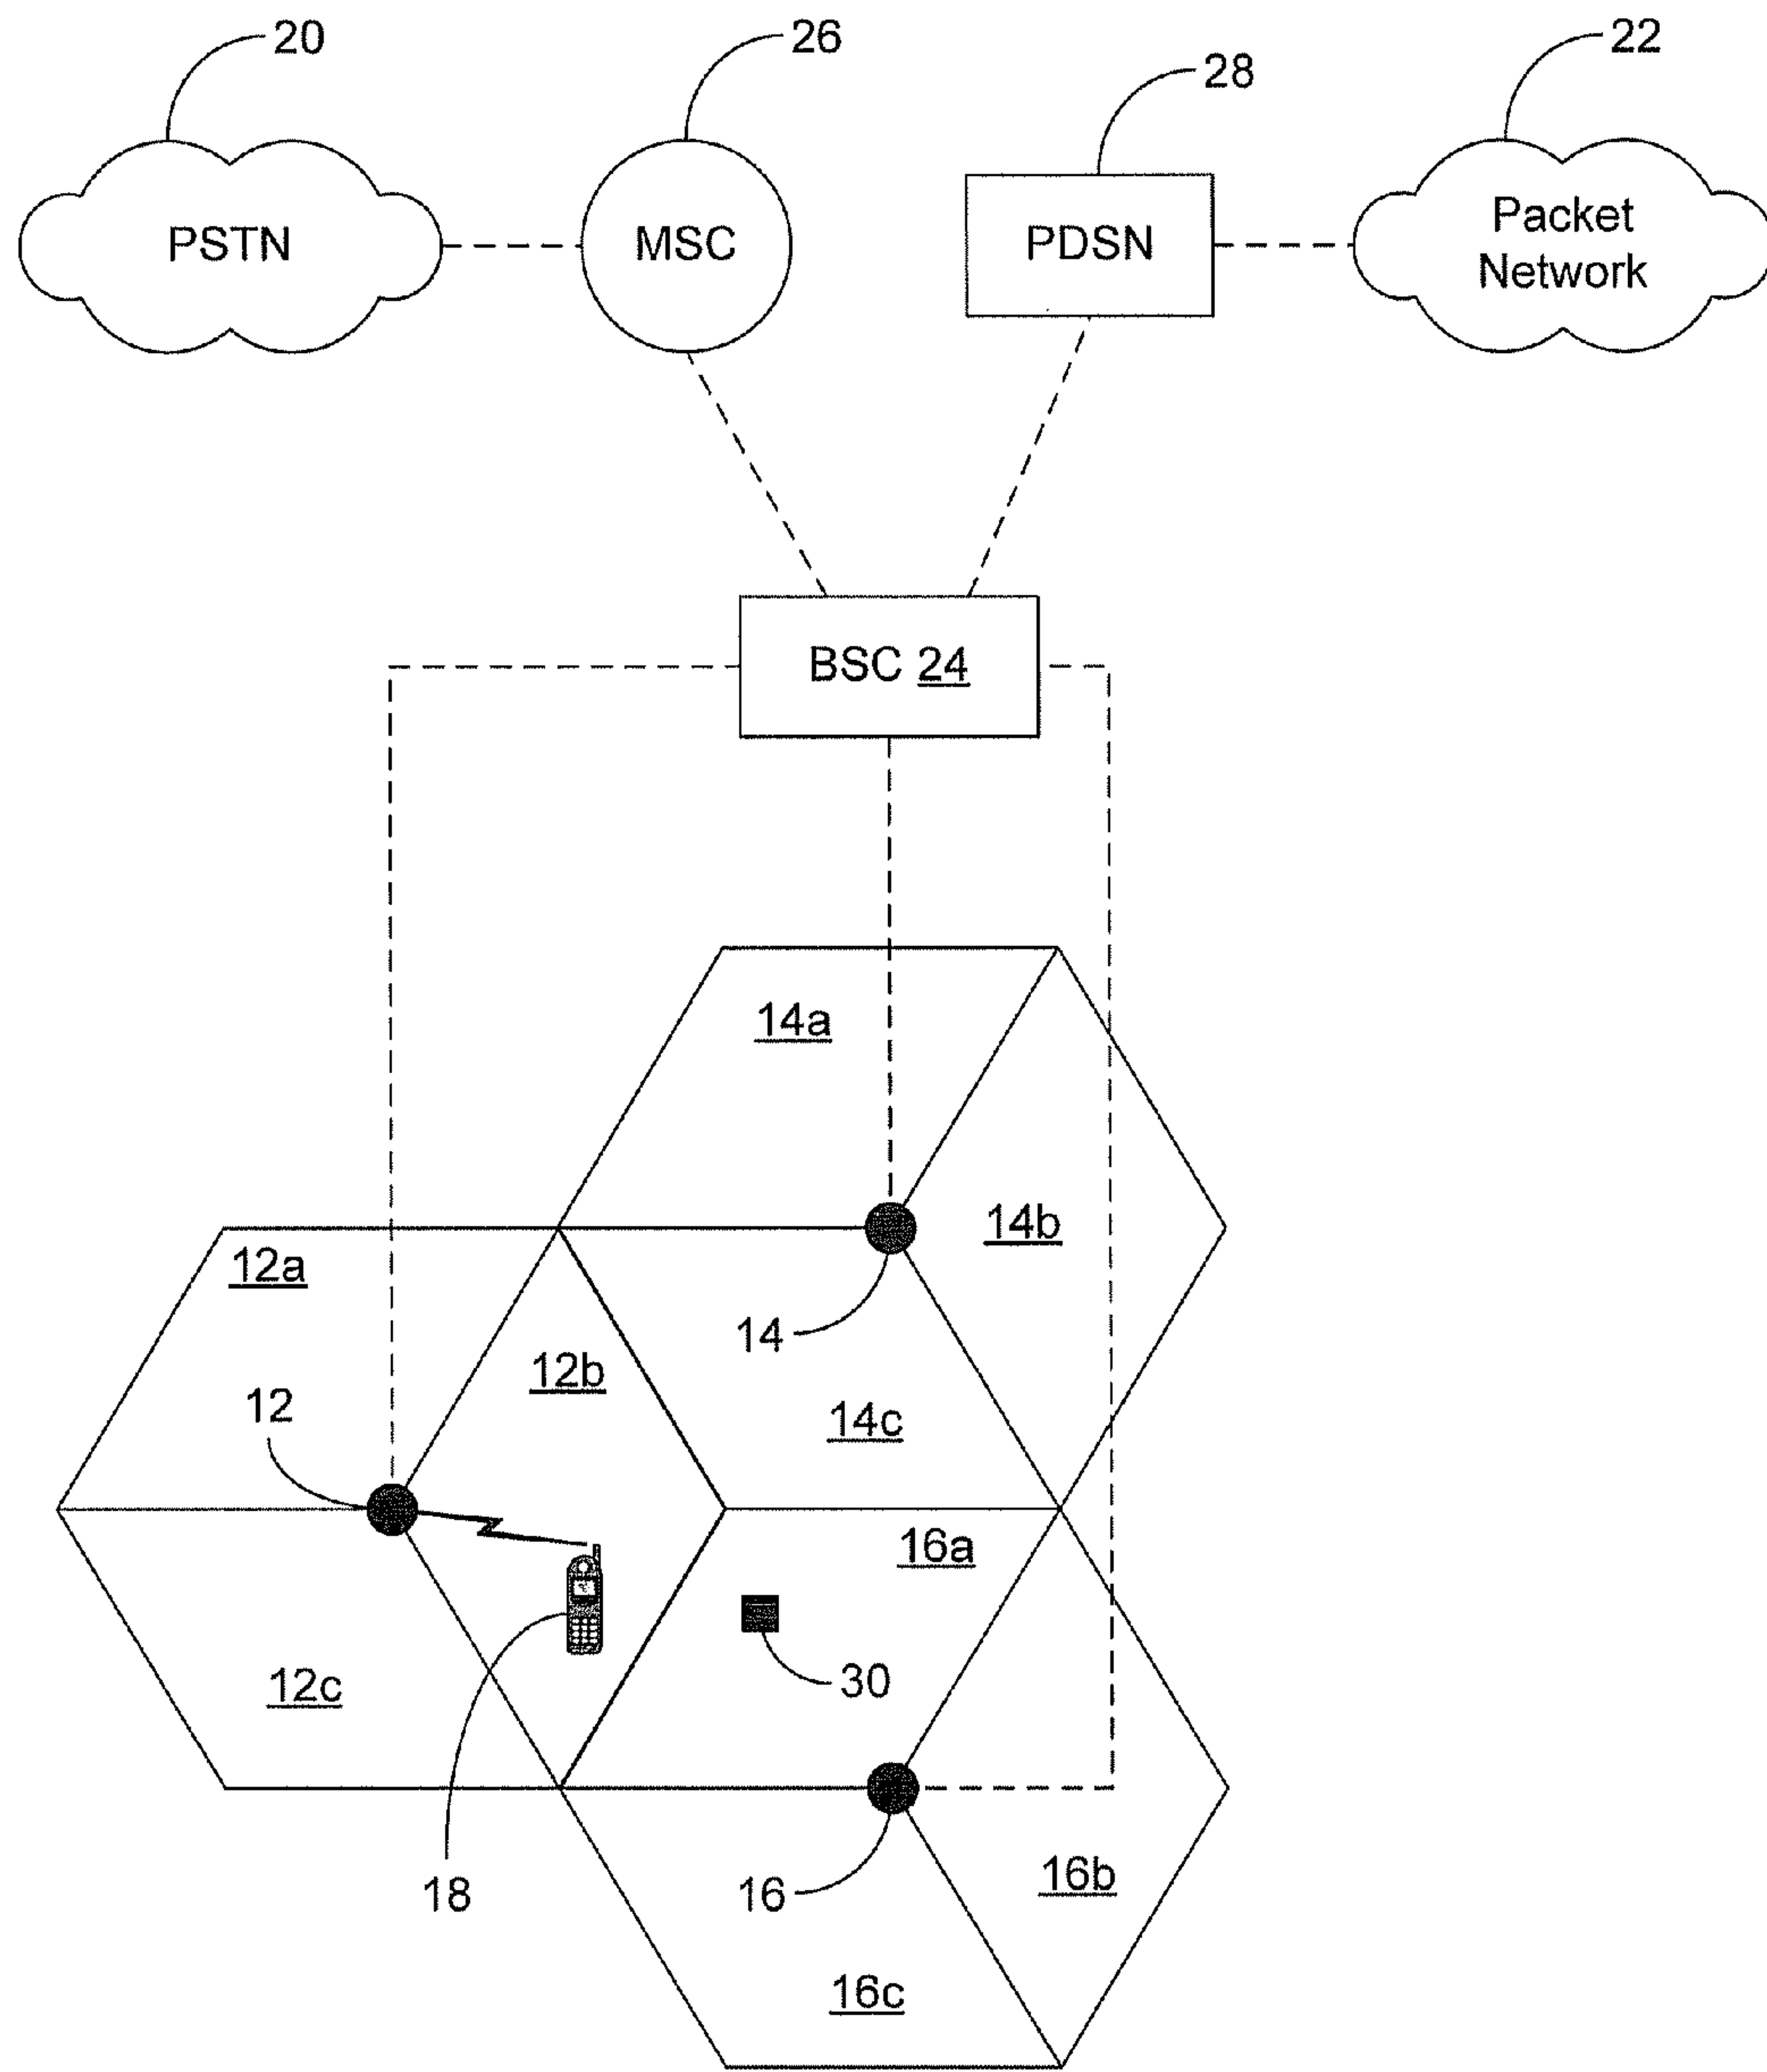 20
26
28
22
PSTN
MSC
PDSN
Packet
Network
BSC 24
14a
14b
12a
14
12b
12
14c
16a
30
12c
18
16
16b
16c